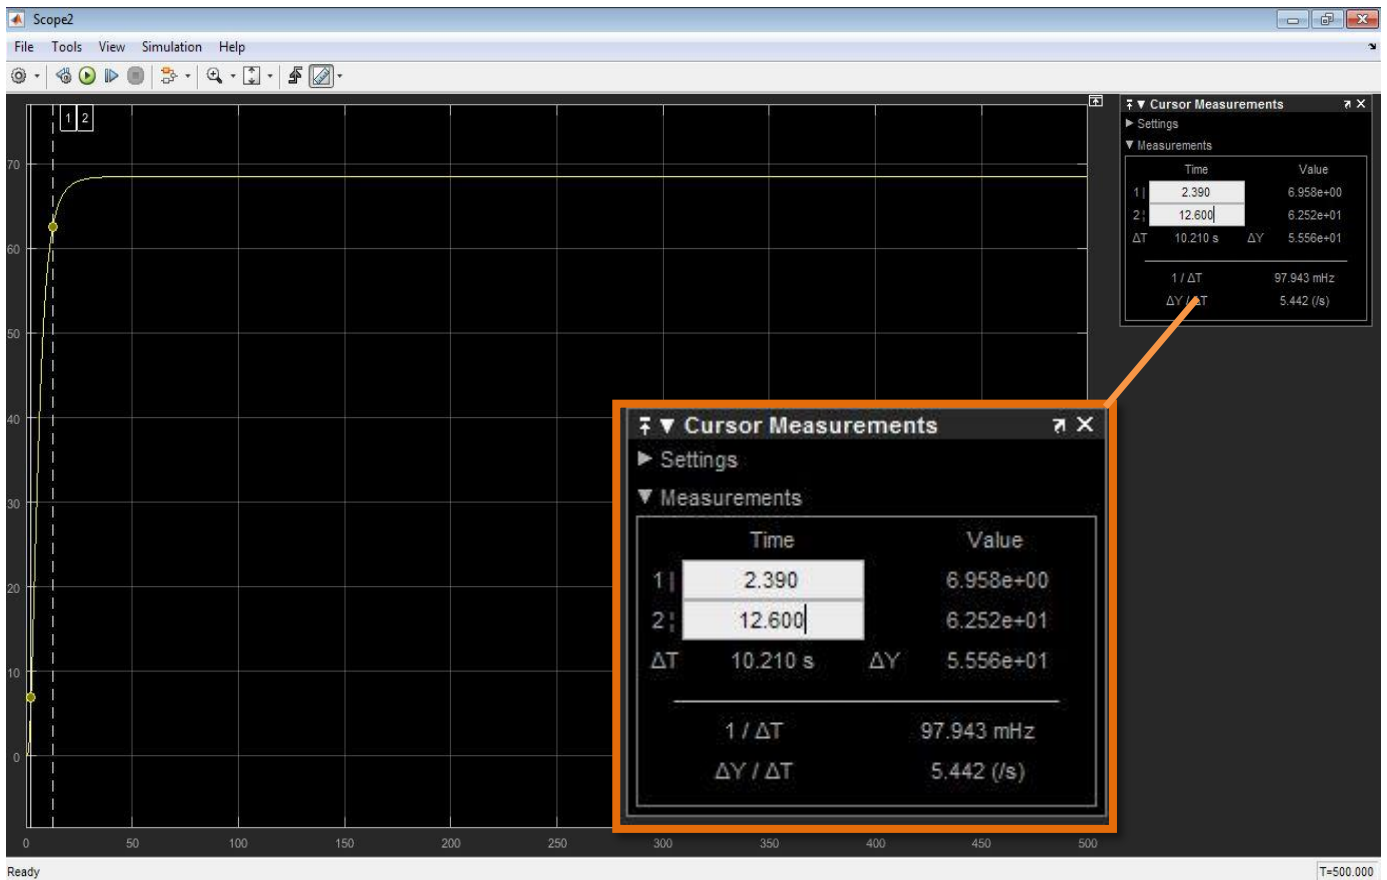 Scope2
File Tools View Simulation Help
1 2
Cursor Measurements
Settings
Measurements
Time Value
1 2.390 6.958e+00
2 12.600 6.252e+01
ΔT 10.210 s ΔY 5.556e+01
1 / ΔT 97.943 mHz
ΔY / ΔT 5.442 (/s)
70
60
50
40
30
20
10
0
Cursor Measurements
Settings
Measurements
Time Value
1 2.390 6.958e+00
2 12.600 6.252e+01
ΔT 10.210 s ΔY 5.556e+01
1 / ΔT 97.943 mHz
ΔY / ΔT 5.442 (/s)
0 50 100 150 200 250 300 350 400 450 500
Ready T=500.000